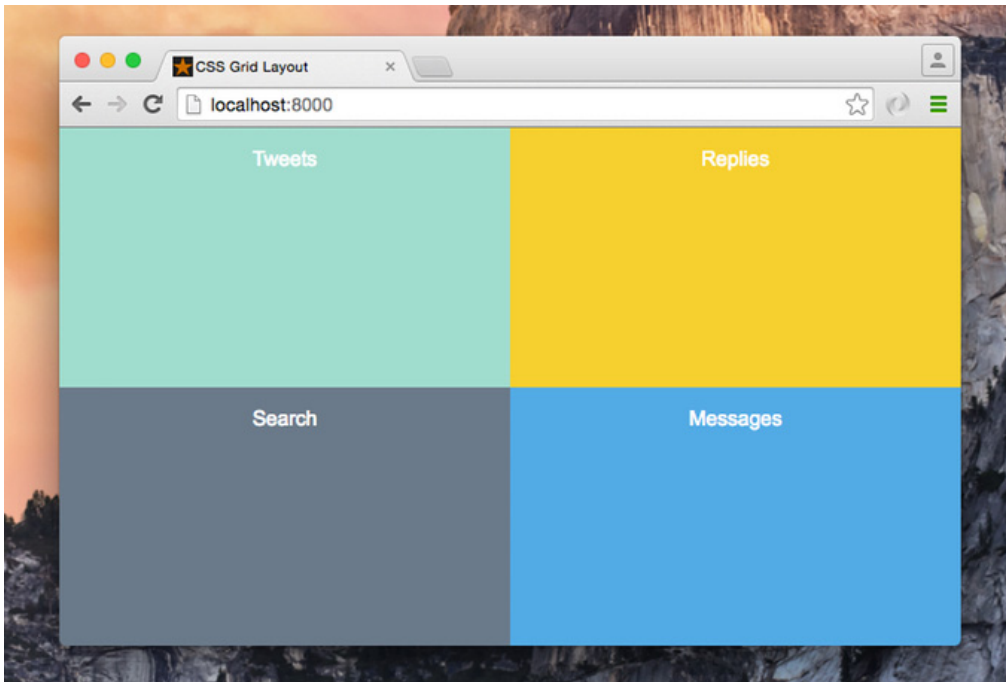 CSS Grid Layout
localhost:8000
Tweets
Replies
Search
Messages